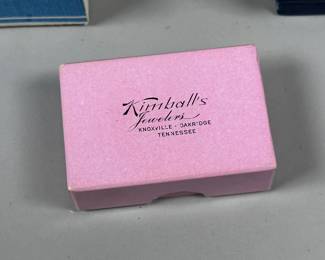 Kimball's
Jewelers
KNOXVILLE - OAKRIDGE
TENNESSEE